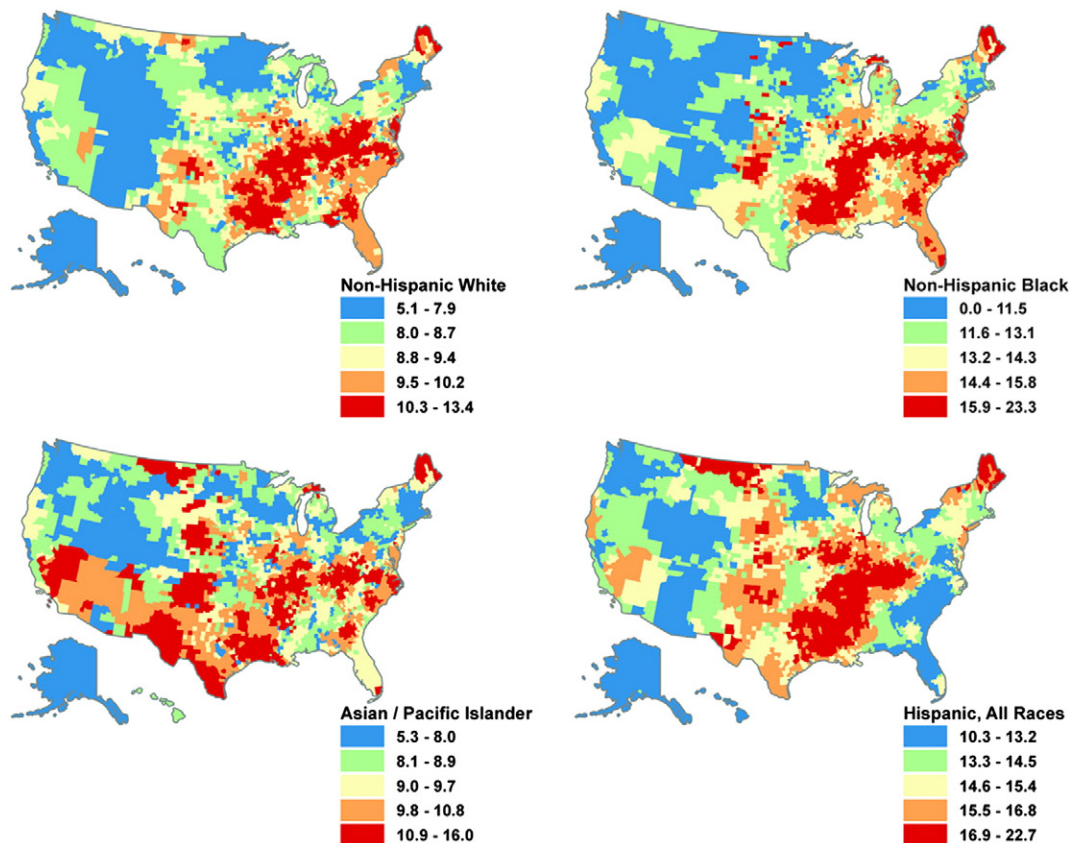 Non-Hispanic White
5.1 - 7.9
8.0 - 8.7
8.8 - 9.4
9.5 - 10.2
10.3 - 13.4
Non-Hispanic Black
0.0 - 11.5
11.6 - 13.1
13.2 - 14.3
14.4 - 15.8
15.9 - 23.3
Asian / Pacific Islander
5.3 - 8.0
8.1 - 8.9
9.0 - 9.7
9.8 - 10.8
10.9 - 16.0
Hispanic, All Races
10.3 - 13.2
13.3 - 14.5
14.6 - 15.4
15.5 - 16.8
16.9 - 22.7